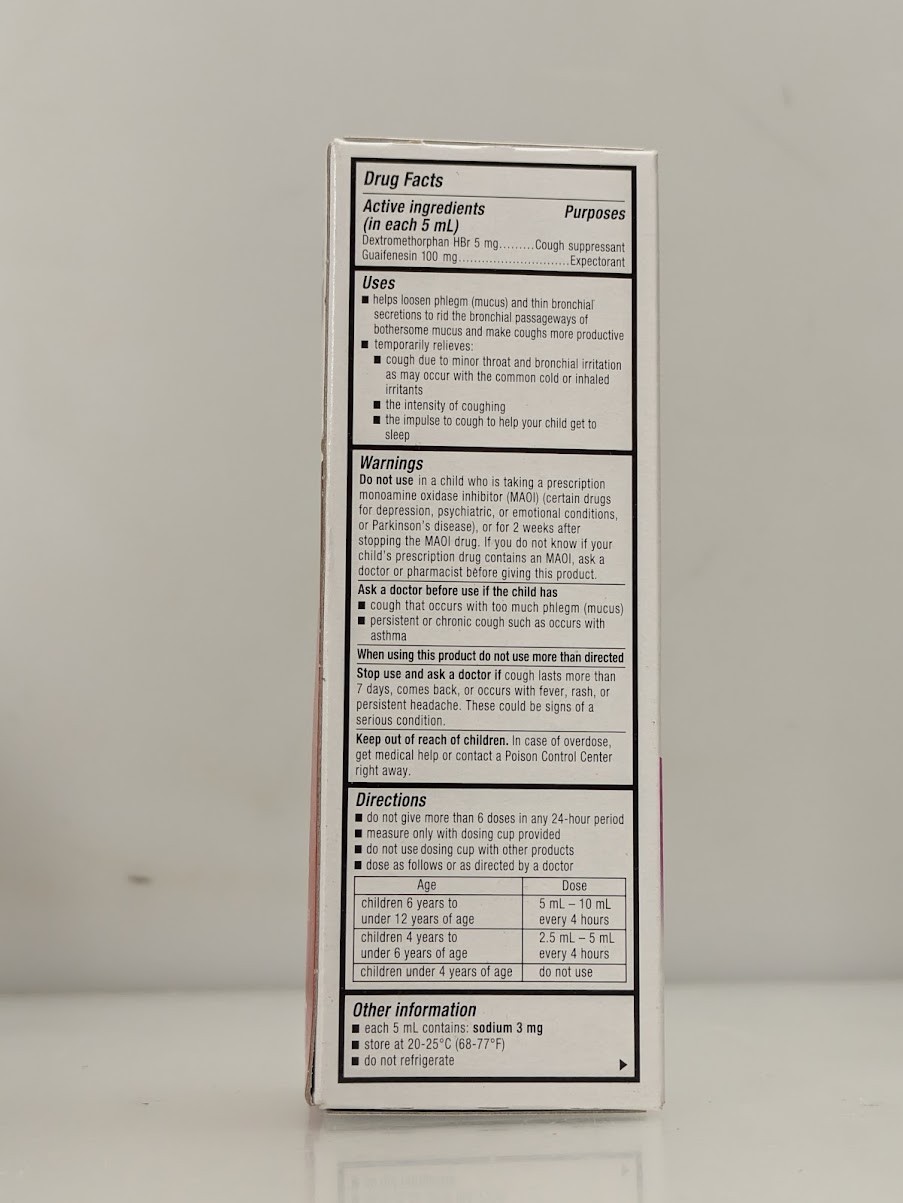 Drug Facts
Active ingredients Purposes
(in each 5 mL)
Dextromethorphan HBr 5 mg.........Cough suppressant
Guaifenesin 100 mg............................Expectorant
Uses
■ helps loosen phlegm (mucus) and thin bronchial
secretions to rid the bronchial passageways of
bothersome mucus and make coughs more productive
■ temporarily relieves:
■ cough due to minor throat and bronchial irritation
as may occur with the common cold or inhaled
irritants
■ the intensity of coughing
■ the impulse to cough to help your child get to
sleep
Warnings
Do not use in a child who is taking a prescription
monoamine oxidase inhibitor (MAOI) (certain drugs
for depression, psychiatric, or emotional conditions,
or Parkinson's disease), or for 2 weeks after
stopping the MAOI drug. If you do not know if your
child's prescription drug contains an MAOI, ask a
doctor or pharmacist before giving this product.
Ask a doctor before use if the child has
■ cough that occurs with too much phlegm (mucus)
■ persistent or chronic cough such as occurs with
asthma
When using this product do not use more than directed
Stop use and ask a doctor if cough lasts more than
7 days, comes back, or occurs with fever, rash, or
persistent headache. These could be signs of a
serious condition.
Keep out of reach of children. In case of overdose,
get medical help or contact a Poison Control Center
right away.
Directions
■ do not give more than 6 doses in any 24-hour period
■ measure only with dosing cup provided
■ do not use dosing cup with other products
■ dose as follows or as directed by a doctor
Age Dose
children 6 years to 5 mL – 10 mL
under 12 years of age every 4 hours
children 4 years to 2.5 mL – 5 mL
under 6 years of age every 4 hours
children under 4 years of age do not use
Other information
■ each 5 mL contains: sodium 3 mg
■ store at 20-25°C (68-77°F)
■ do not refrigerate